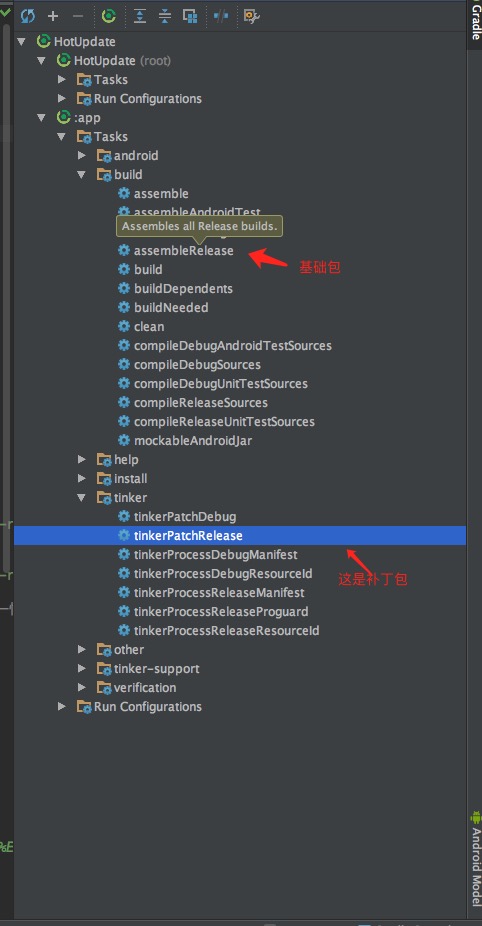 HotUpdate
HotUpdate (root)
Tasks
Run Configurations
:app
Tasks
android
build
assemble
assembleAndroidTest
Assembles all Release builds.
assembleRelease
基础包
build
buildDependents
buildNeeded
clean
compileDebugAndroidTestSources
compileDebugSources
compileDebugUnitTestSources
compileReleaseSources
compileReleaseUnitTestSources
mockableAndroidJar
help
install
tinker
tinkerPatchDebug
tinkerPatchRelease
tinkerProcessDebugManifest
tinkerProcessDebugResourceId
这是补丁包
tinkerProcessReleaseManifest
tinkerProcessReleaseProguard
tinkerProcessReleaseResourceId
other
tinker-support
verification
Run Configurations
Gradle
Android Model